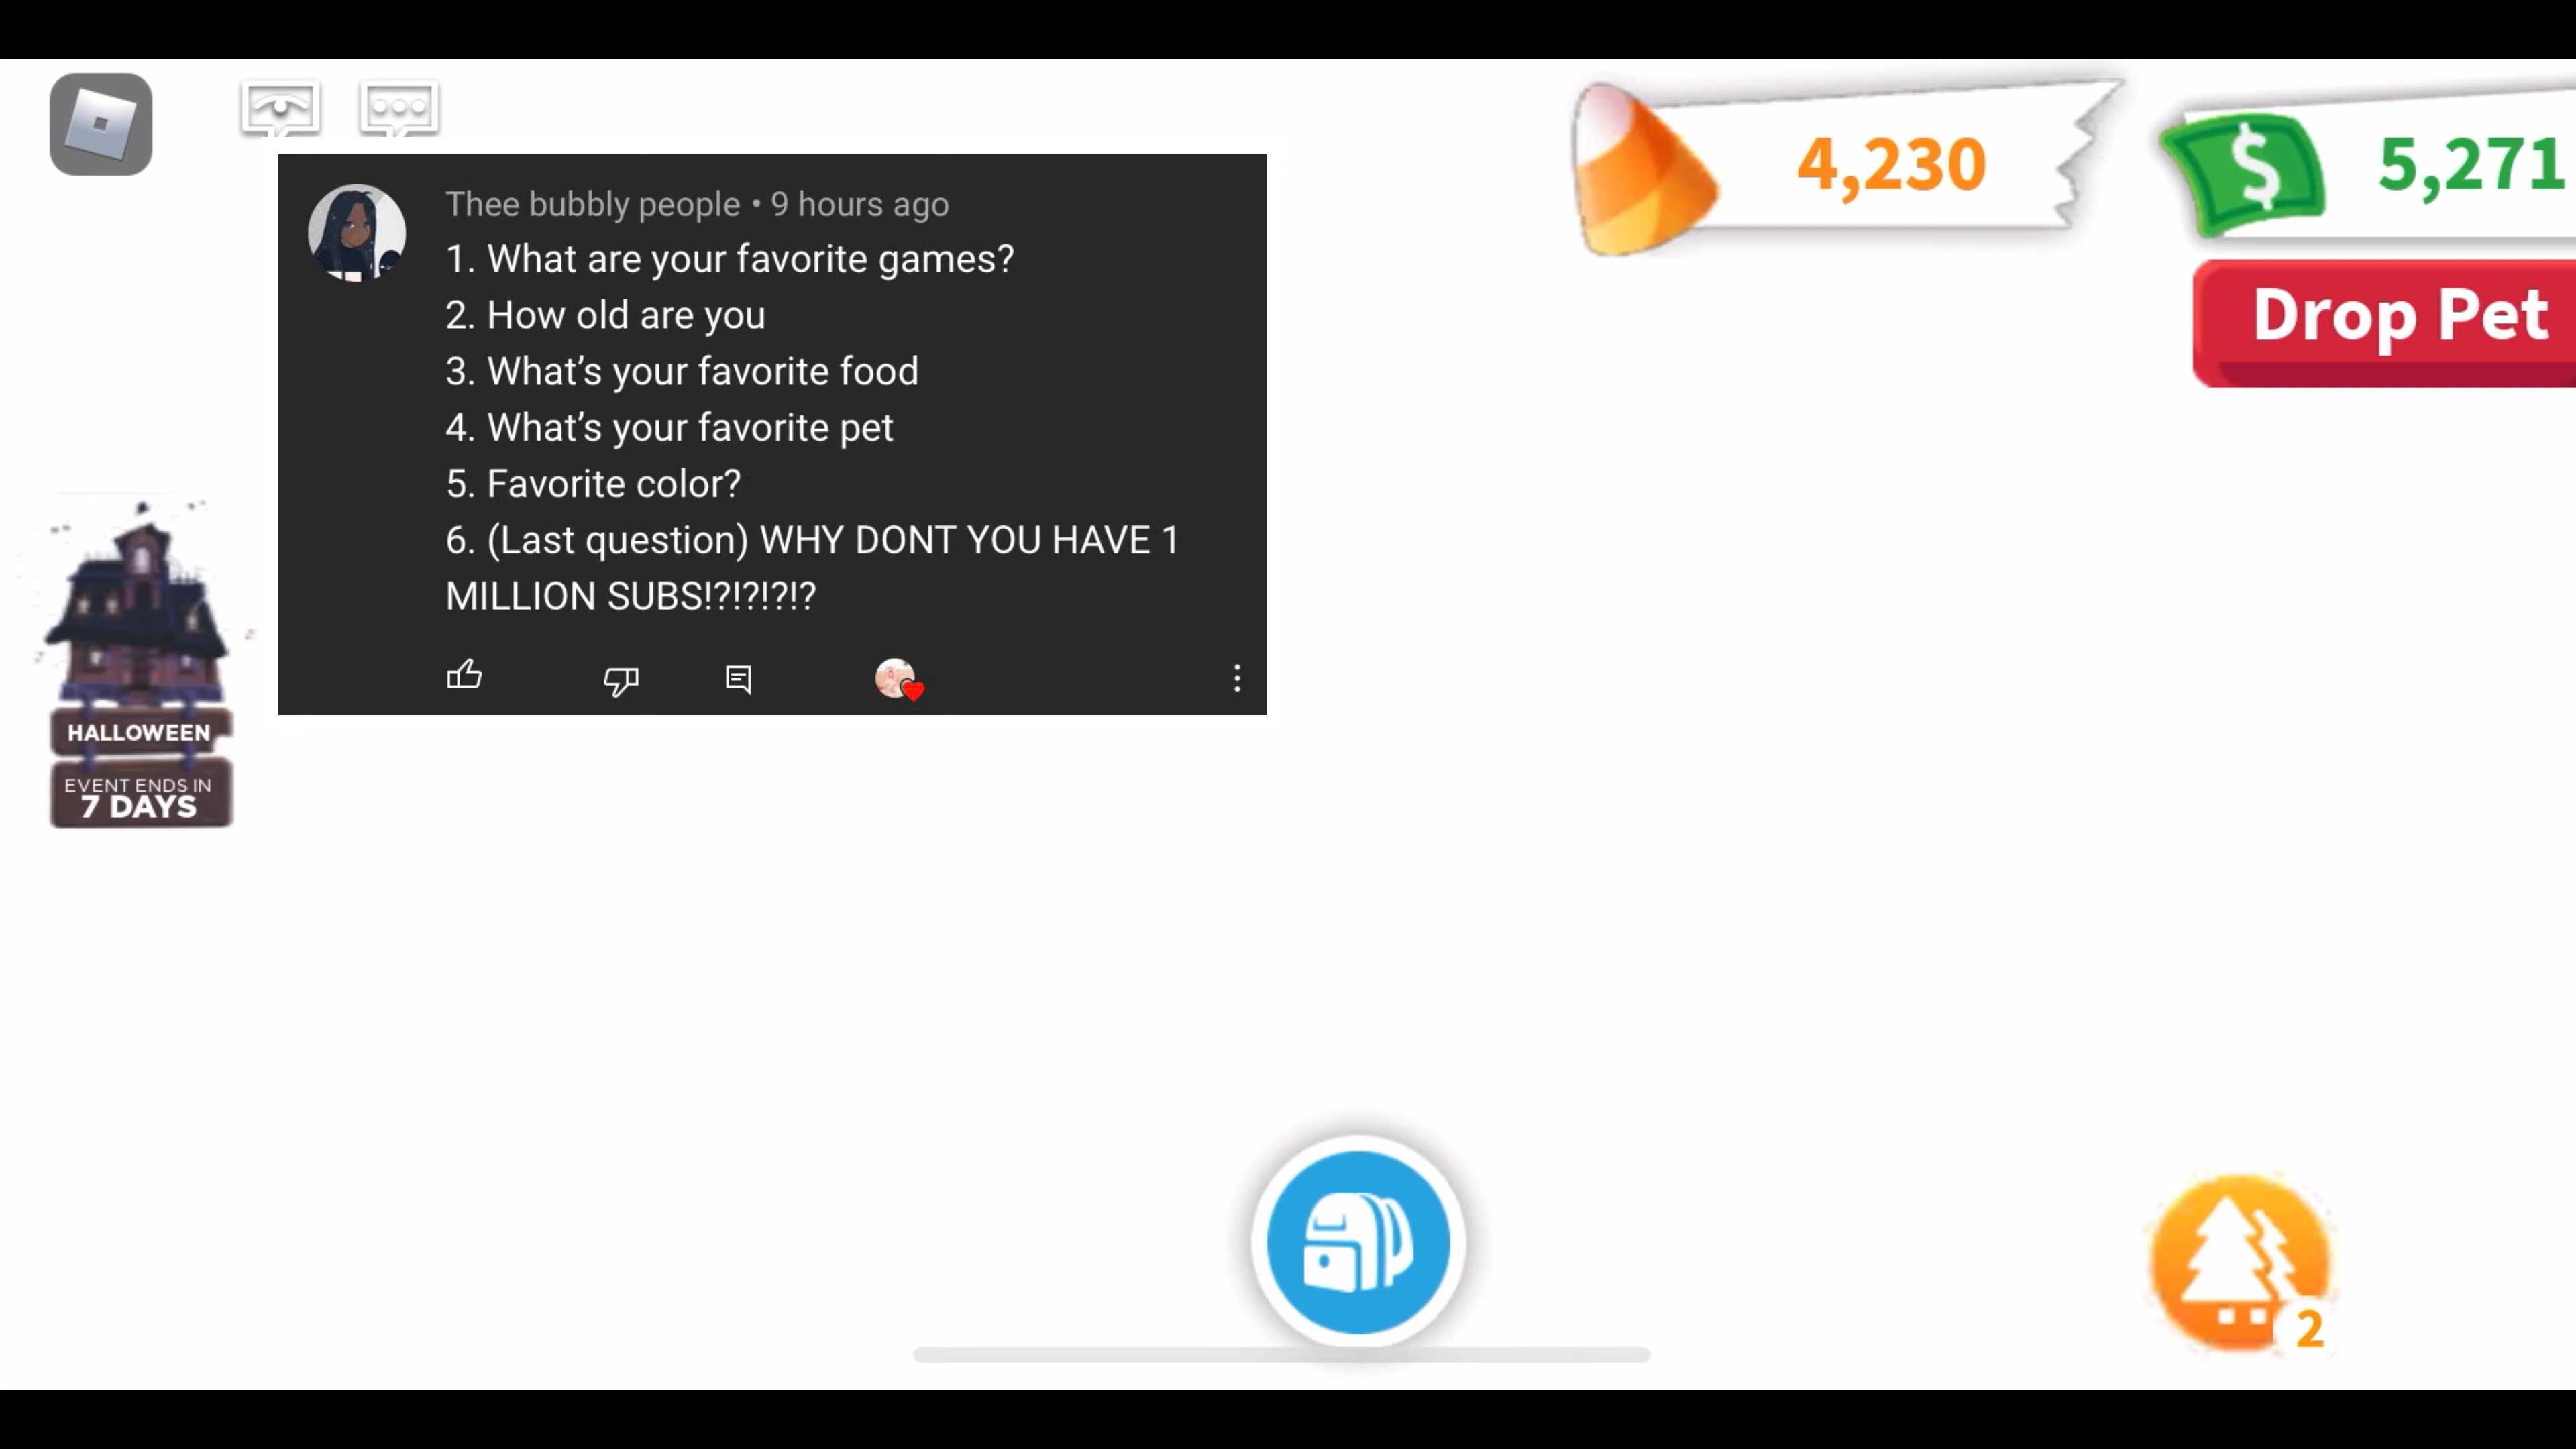 4,230
5,271
Drop Pet
Thee bubbly people • 9 hours ago
1. What are your favorite games?
2. How old are you
3. What's your favorite food
4. What's your favorite pet
5. Favorite color?
6. (Last question) WHY DONT YOU HAVE 1
MILLION SUBS!?!?!?!?
HALLOWEEN
EVENT ENDS IN
7 DAYS
2